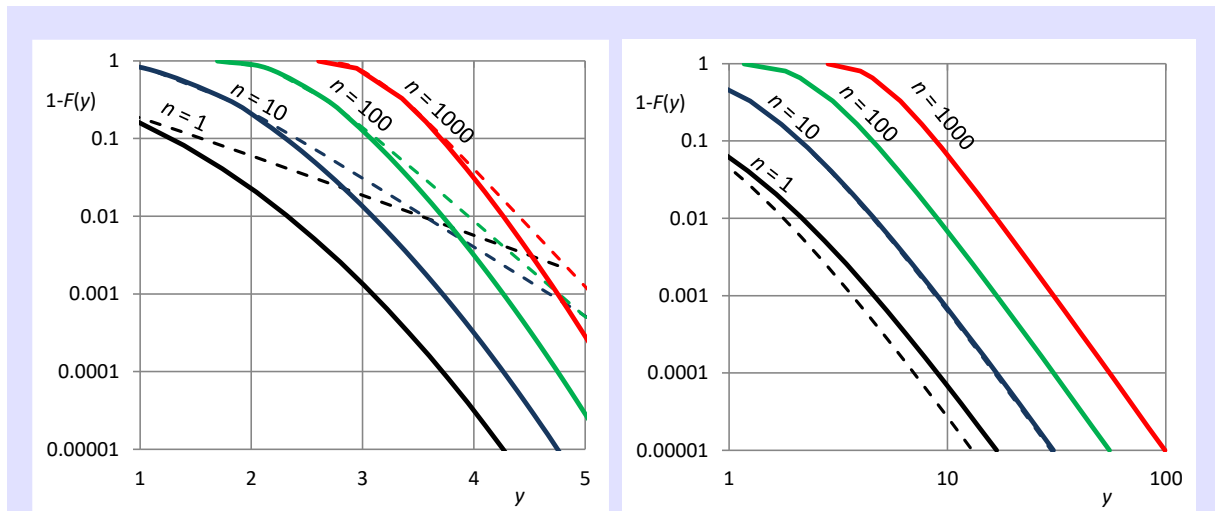 1
1-F(y)
0.1
0.01
0.001
0.0001
0.00001
n = 1
n = 10
n = 100
n = 1000
1 2 3 4 5
y
1
1-F(y)
0.1
0.01
0.001
0.0001
0.00001
n = 1
n = 10
n = 100
n = 1000
1 10 100
y